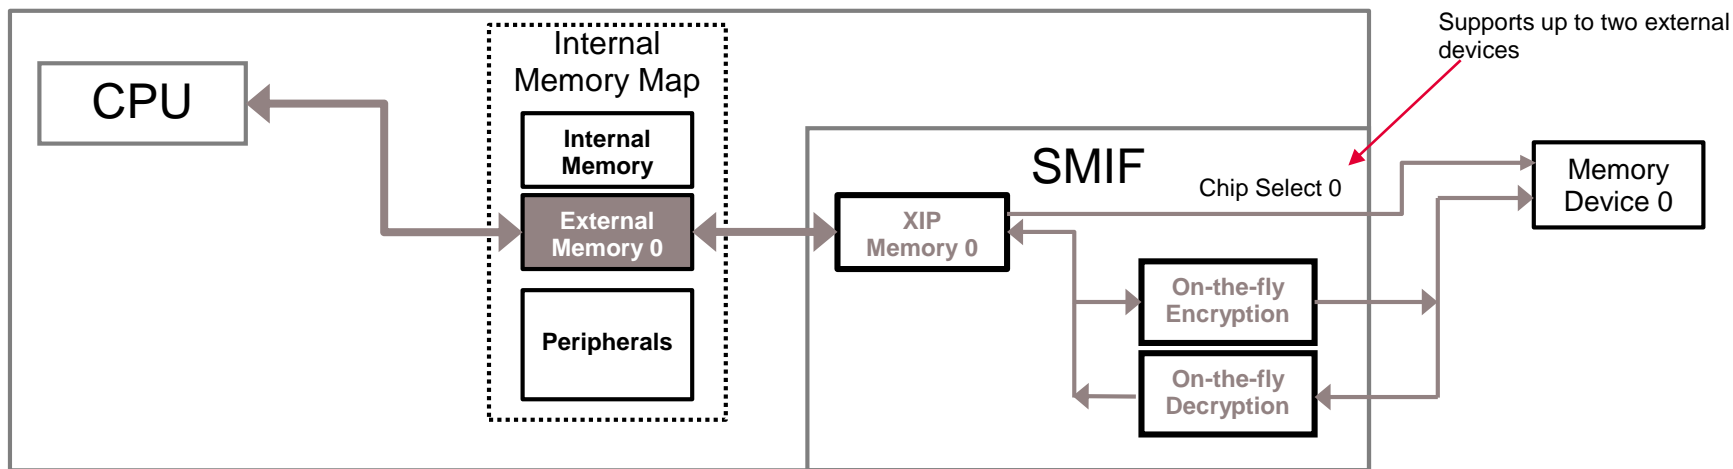 Supports up to two external
devices
CPU
Internal
Memory Map
Internal
Memory
External
Memory 0
Peripherals
SMIF
Chip Select 0
XIP
Memory 0
On-the-fly
Encryption
On-the-fly
Decryption
Memory
Device 0